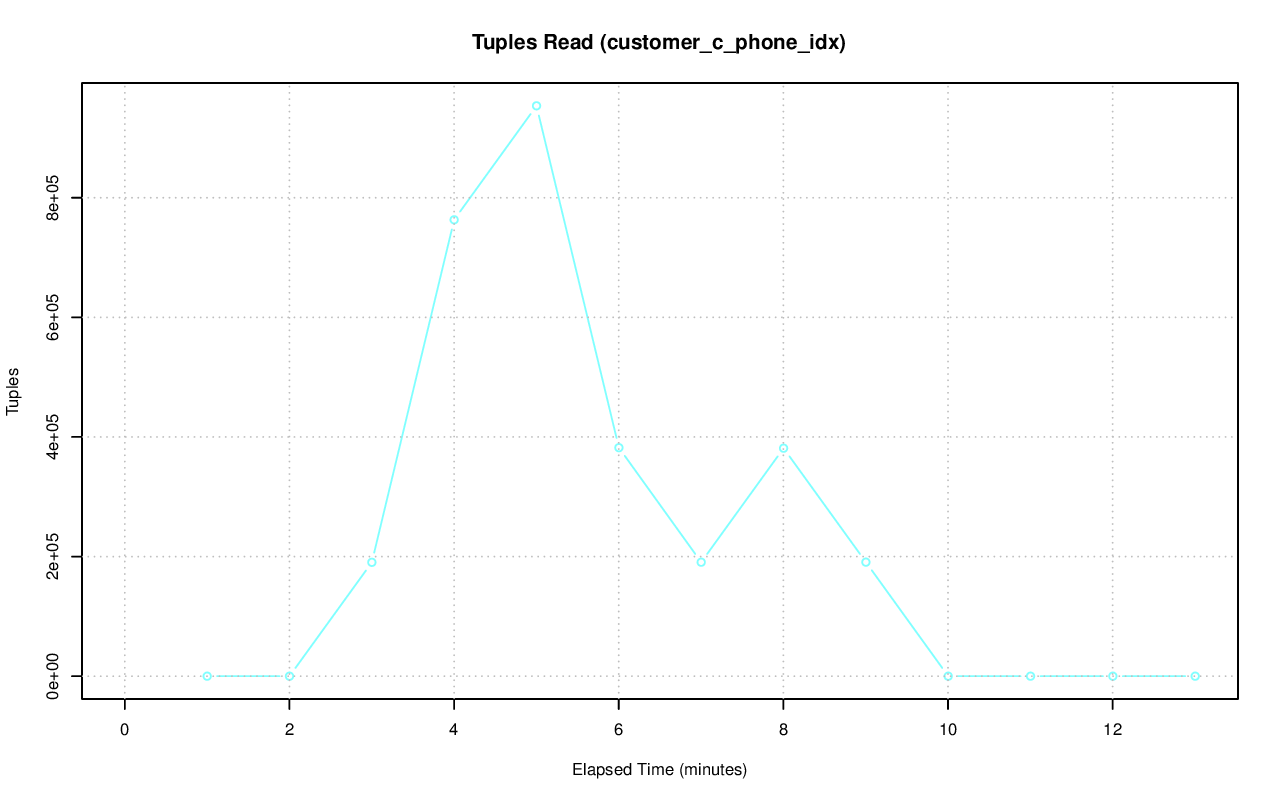 Tuples Read (customer_c_phone_idx)
Tuples
8e+05
6e+05
4e+05
2e+05
0e+00
0 2 4 6 8 10 12
Elapsed Time (minutes)